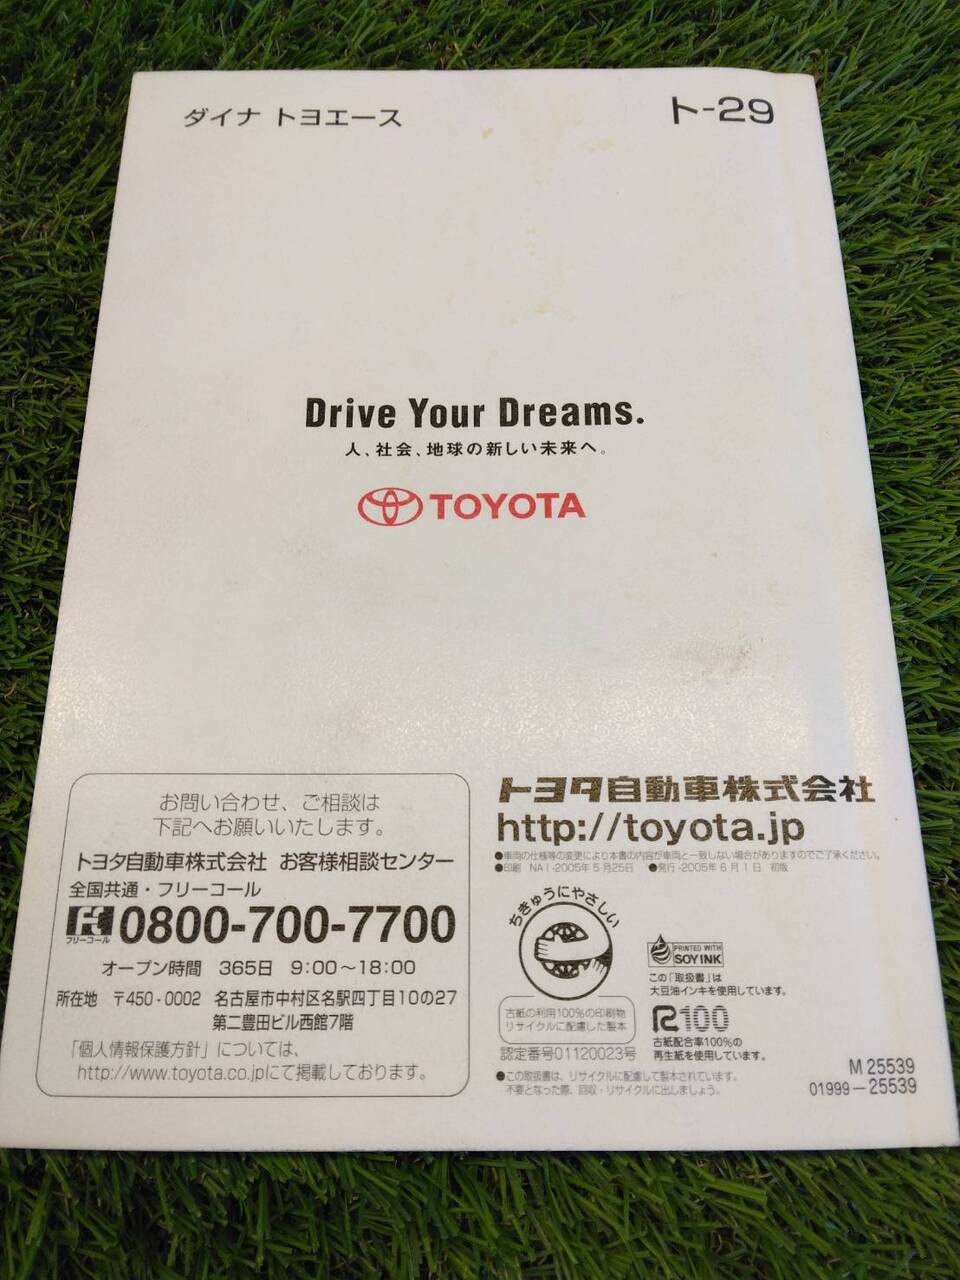 ダイナ トヨエース
ト-29
Drive Your Dreams.
人、社会、地球の新しい未来へ。
TOYOTA
お問い合わせ、ご相談は
下記へお願いいたします。
トヨタ自動車株式会社 お客様相談センター
全国共通・フリーコール
フリーコール
0800-700-7700
オープン時間 365日 9:00～18:00
所在地 〒450-0002 名古屋市中村区名駅四丁目10の27
第二豊田ビル西館7階
「個人情報保護方針」については、
http://www.toyota.co.jpにて掲載しております。
トヨタ自動車株式会社
http://toyota.jp
●車両の仕様等の変更により本書の内容が車両と一致しない場合がありますのでご了承ください。
●印刷 NAI-2005年5月25日 ●発行-2005年6月1日 初版
ちきゅうにやさしい
古紙の利用100%の印刷物
リサイクルに配慮した製本
認定番号01120023号
PRINTED WITH
SOY INK
この「取扱書」は
大豆油インキを使用しています。
R100
古紙配合率100%の
再生紙を使用しています。
●この取扱書は、リサイクルに配慮して製本されています。
不要となった際、回収・リサイクルに出しましょう。
M 25539
01999-25539